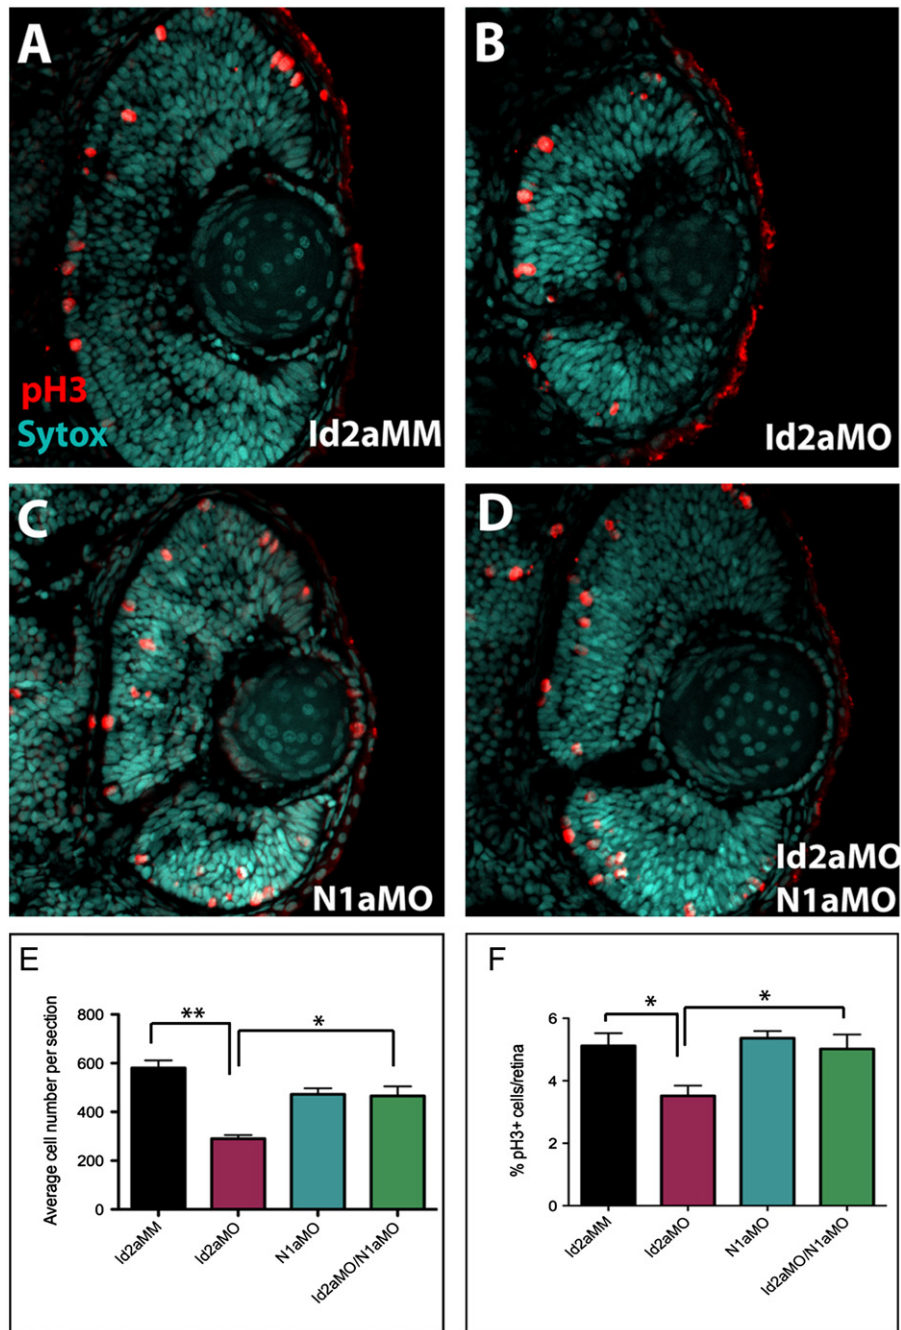 A
pH3
Sytox
Id2aMM
B
Id2aMO
C
N1aMO
D
Id2aMO
N1aMO
E
Average cell number per section
800
600
400
200
0
**
*
Id2aMM
Id2aMO
N1aMO
Id2aMO/N1aMO
F
% pH3+ cells/retina
6
4
2
0
*
*
Id2aMM
Id2aMO
N1aMO
Id2aMO/N1aMO